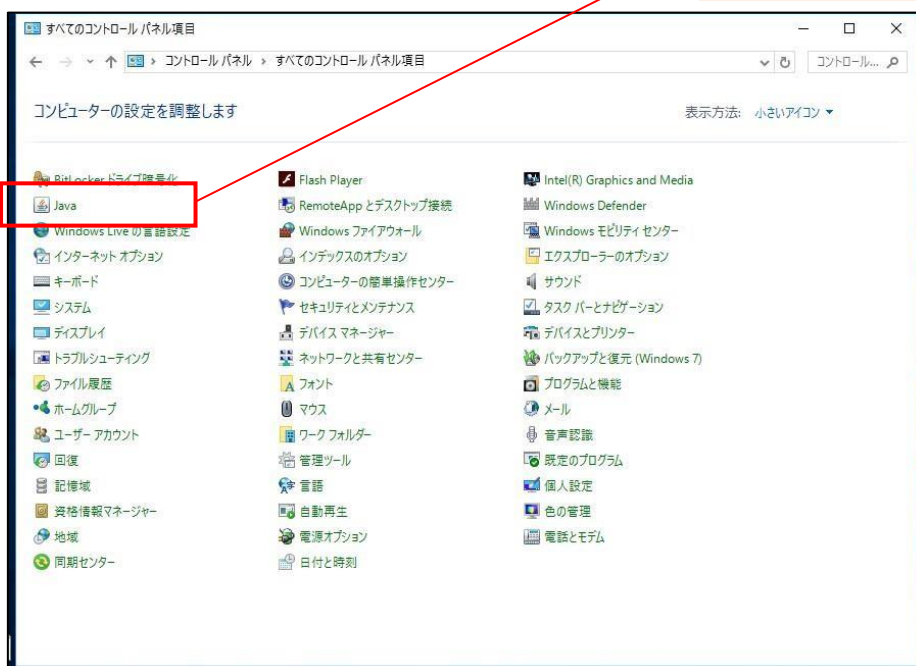 すべてのコントロール パネル項目
コントロール パネル › すべてのコントロール パネル項目
コントロール...
コンピューターの設定を調整します
表示方法: 小さいアイコン
BitLocker ドライブ暗号化
Flash Player
Intel(R) Graphics and Media
Java
RemoteApp とデスクトップ接続
Windows Defender
Windows Live の言語設定
Windows ファイアウォール
Windows モビリティ センター
インターネット オプション
インデックスのオプション
エクスプローラーのオプション
キーボード
コンピューターの簡単操作センター
サウンド
システム
セキュリティとメンテナンス
タスク バーとナビゲーション
ディスプレイ
デバイス マネージャー
デバイスとプリンター
トラブルシューティング
ネットワークと共有センター
バックアップと復元 (Windows 7)
ファイル履歴
フォント
プログラムと機能
ホームグループ
マウス
メール
ユーザー アカウント
ワーク フォルダー
音声認識
回復
管理ツール
既定のプログラム
記憶域
言語
個人設定
資格情報マネージャー
自動再生
色の管理
地域
電源オプション
電話とモデム
同期センター
日付と時刻